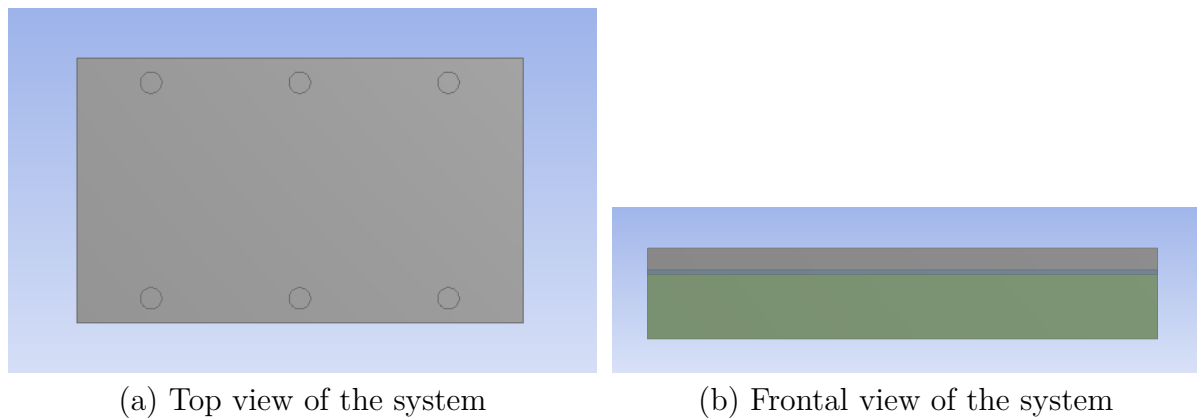 (a) Top view of the system
(b) Frontal view of the system